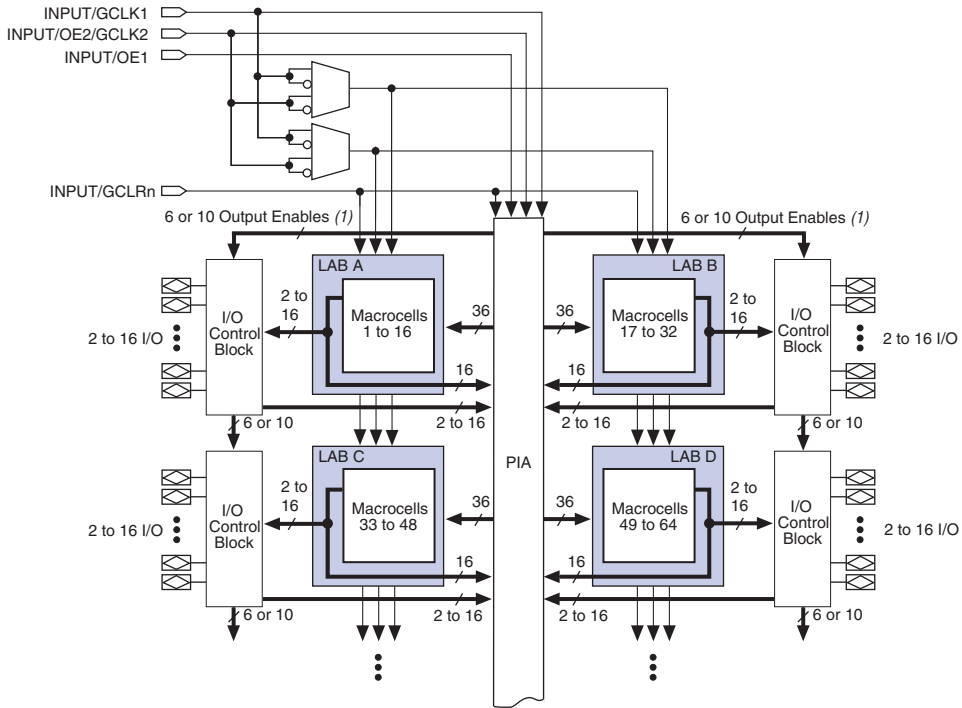 INPUT/GCLK1
INPUT/OE2/GCLK2
INPUT/OE1
INPUT/GCLRn
6 or 10 Output Enables (1)
6 or 10 Output Enables (1)
LAB A
LAB B
I/O
Control
Block
2 to
16
Macrocells
1 to 16
36
36
Macrocells
17 to 32
2 to
16
I/O
Control
Block
2 to 16 I/O
2 to 16 I/O
16
16
6 or 10
2 to 16
2 to 16
6 or 10
PIA
LAB C
LAB D
I/O
Control
Block
2 to
16
Macrocells
33 to 48
36
36
Macrocells
49 to 64
2 to
16
I/O
Control
Block
2 to 16 I/O
2 to 16 I/O
16
16
6 or 10
2 to 16
2 to 16
6 or 10